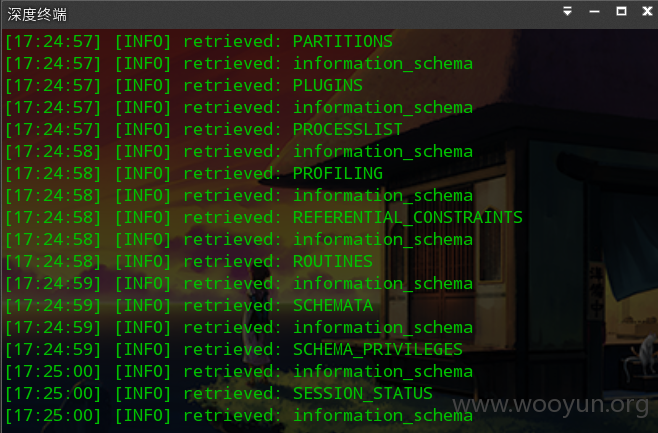 深度终端
[17:24:57] [INFO] retrieved: PARTITIONS
[17:24:57] [INFO] retrieved: information_schema
[17:24:57] [INFO] retrieved: PLUGINS
[17:24:57] [INFO] retrieved: information_schema
[17:24:57] [INFO] retrieved: PROCESSLIST
[17:24:58] [INFO] retrieved: information_schema
[17:24:58] [INFO] retrieved: PROFILING
[17:24:58] [INFO] retrieved: information_schema
[17:24:58] [INFO] retrieved: REFERENTIAL_CONSTRAINTS
[17:24:58] [INFO] retrieved: information_schema
[17:24:58] [INFO] retrieved: ROUTINES
[17:24:59] [INFO] retrieved: information_schema
[17:24:59] [INFO] retrieved: SCHEMATA
[17:24:59] [INFO] retrieved: information_schema
[17:24:59] [INFO] retrieved: SCHEMA_PRIVILEGES
[17:25:00] [INFO] retrieved: information_schema
[17:25:00] [INFO] retrieved: SESSION_STATUS
[17:25:00] [INFO] retrieved: information_schema
www.wooyun.org